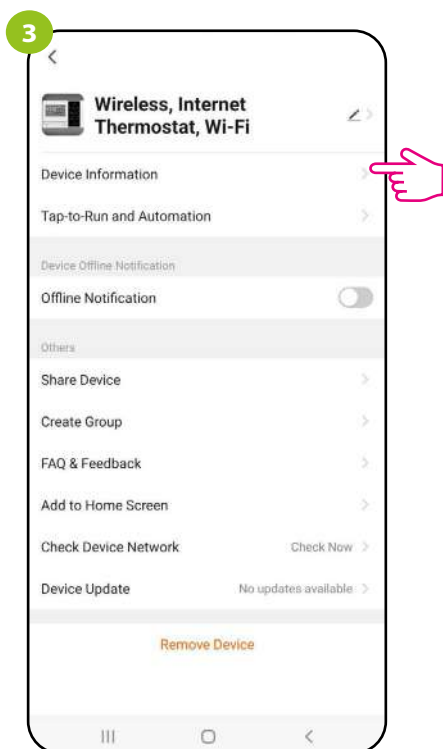 3
Wireless, Internet
Thermostat, Wi-Fi
Device Information
Tap-to-Run and Automation
Device Offline Notification
Offline Notification
Others
Share Device
Create Group
FAQ & Feedback
Add to Home Screen
Check Device Network Check Now
Device Update No updates available
Remove Device